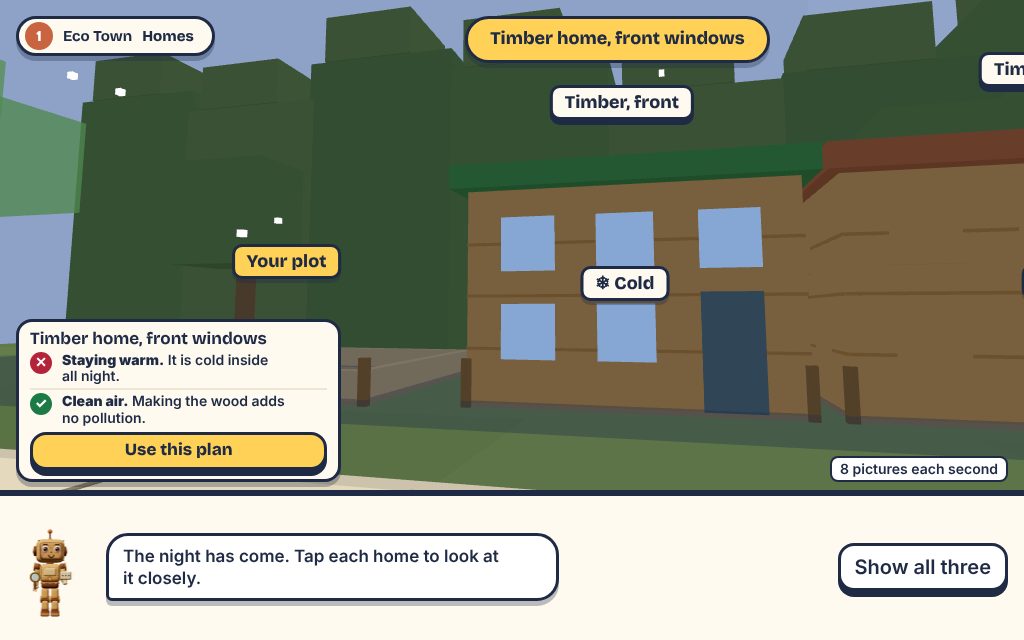 1 Eco Town Homes
Timber home, front windows
Tim
Timber, front
Your plot
❄ Cold
Timber home, front windows
Staying warm. It is cold inside
all night.
Clean air. Making the wood adds
no pollution.
Use this plan
8 pictures each second
The night has come. Tap each home to look at
it closely.
Show all three